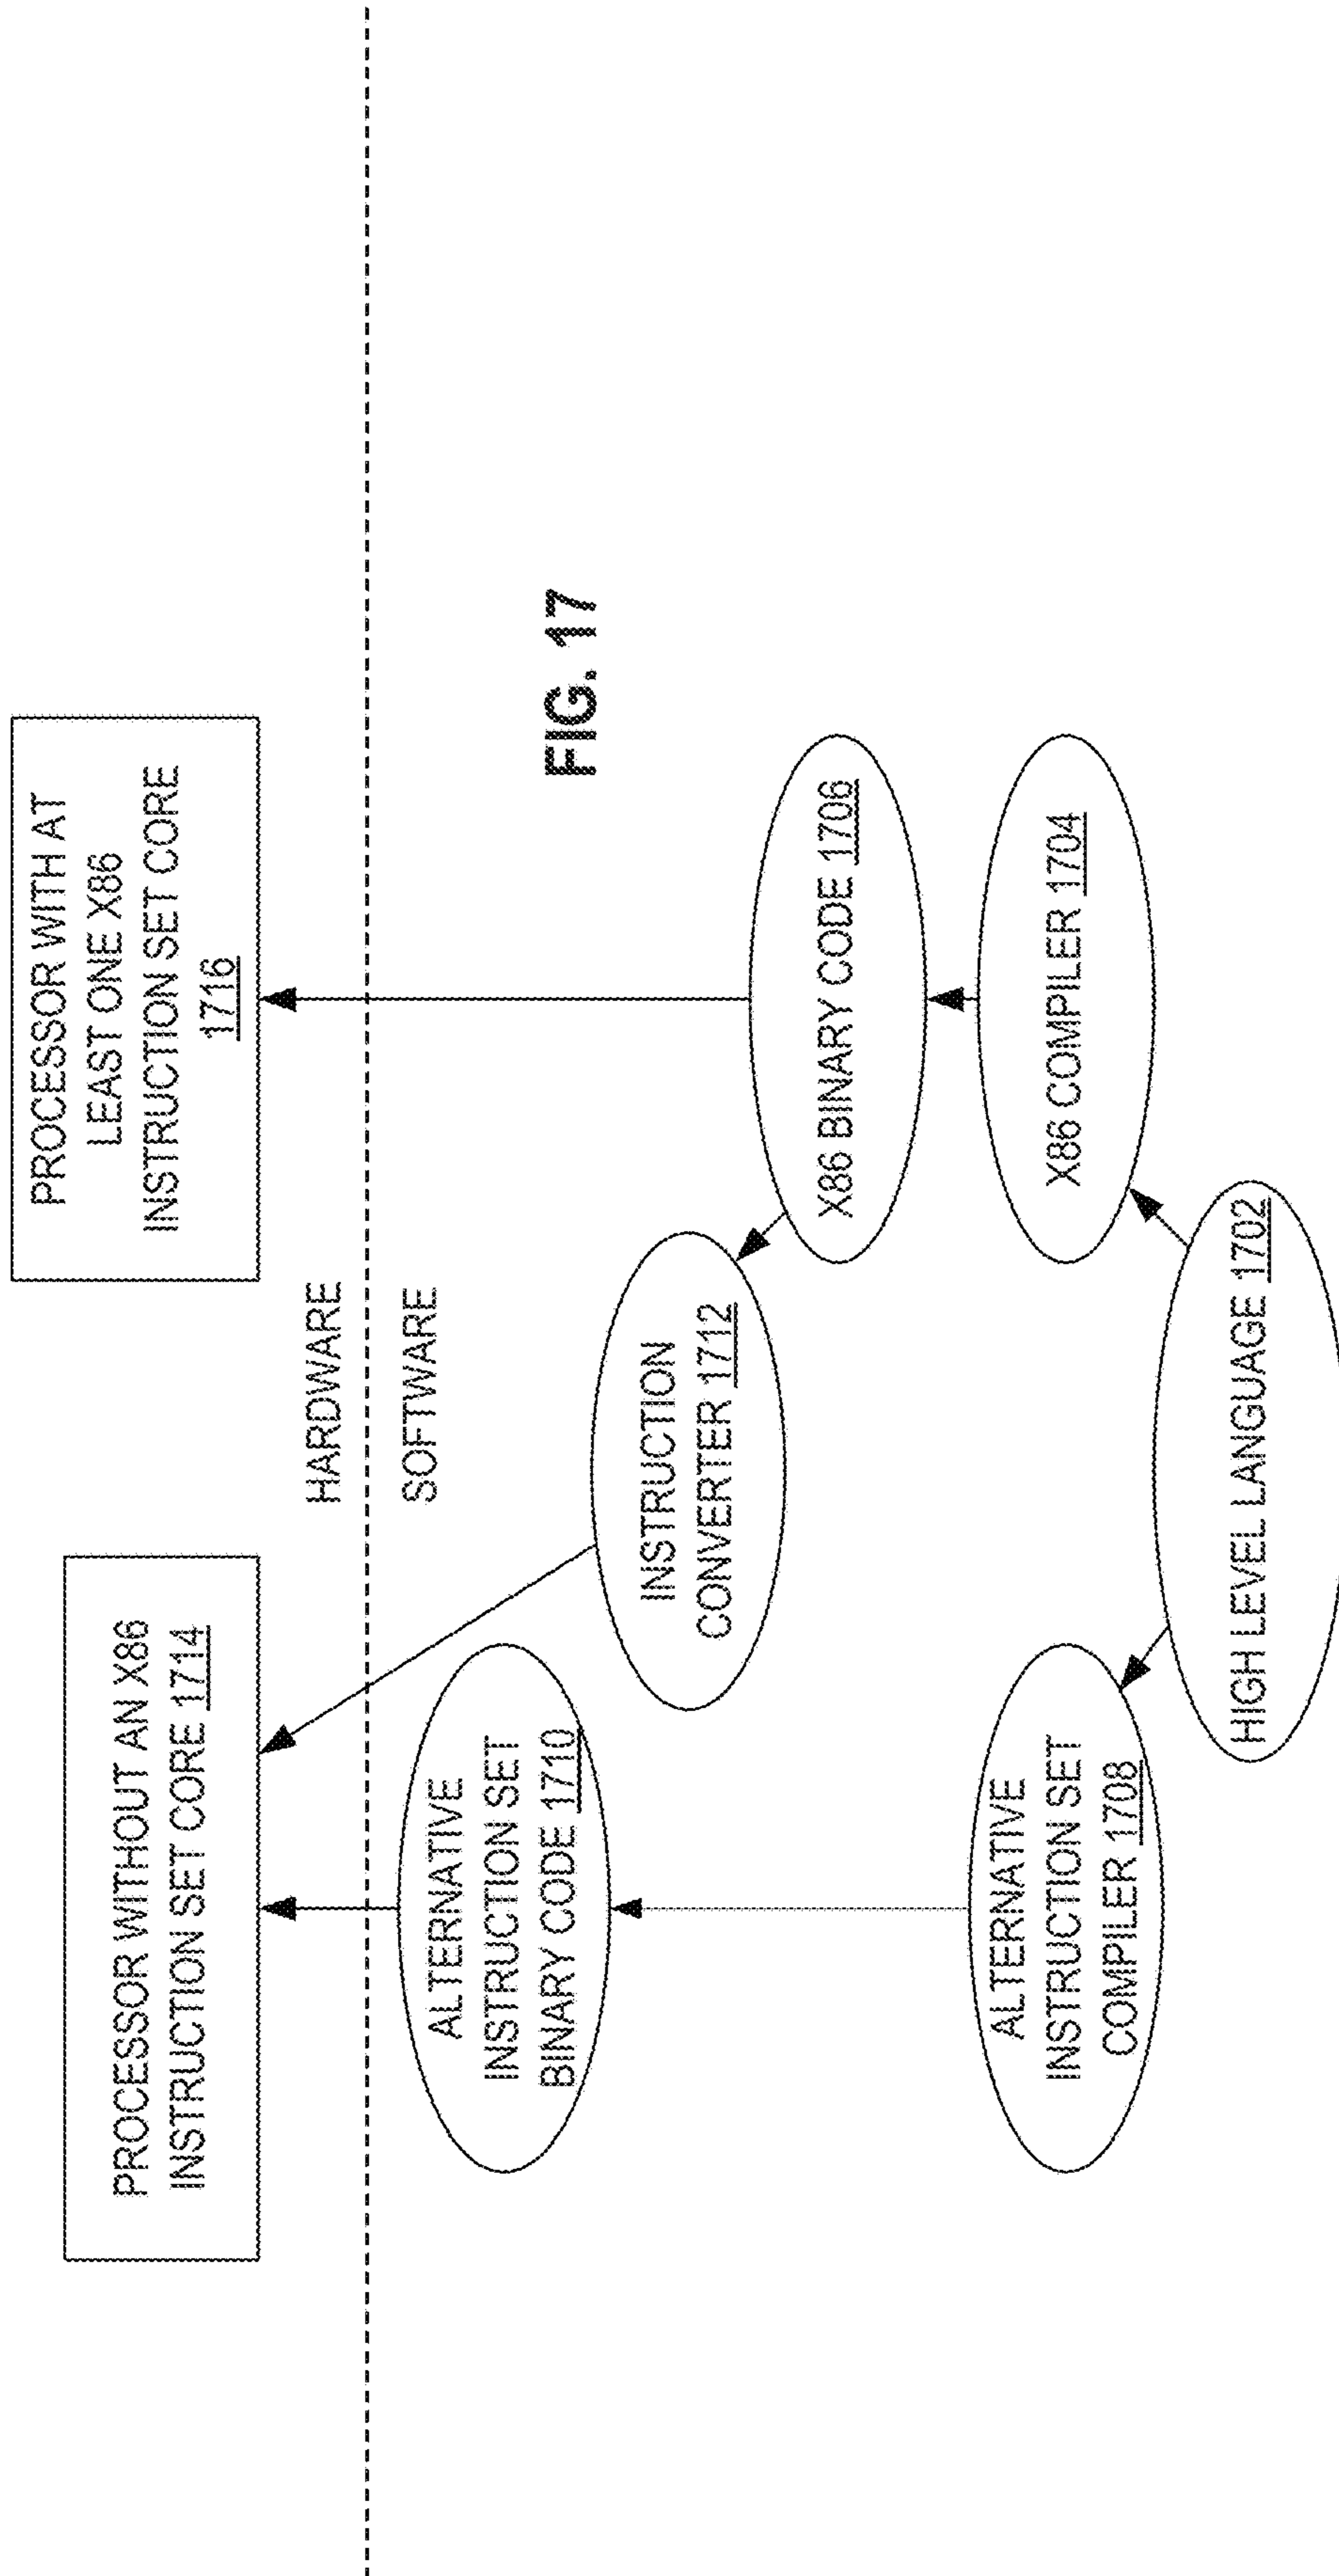 PROCESSOR WITHOUT AN X86
INSTRUCTION SET CORE 1714
PROCESSOR WITH AT
LEAST ONE X86
INSTRUCTION SET CORE
1716
HARDWARE
SOFTWARE
ALTERNATIVE
INSTRUCTION SET
BINARY CODE 1710
INSTRUCTION
CONVERTER 1712
FIG. 17
X86 BINARY CODE 1706
ALTERNATIVE
INSTRUCTION SET
COMPILER 1708
X86 COMPILER 1704
HIGH LEVEL LANGUAGE 1702